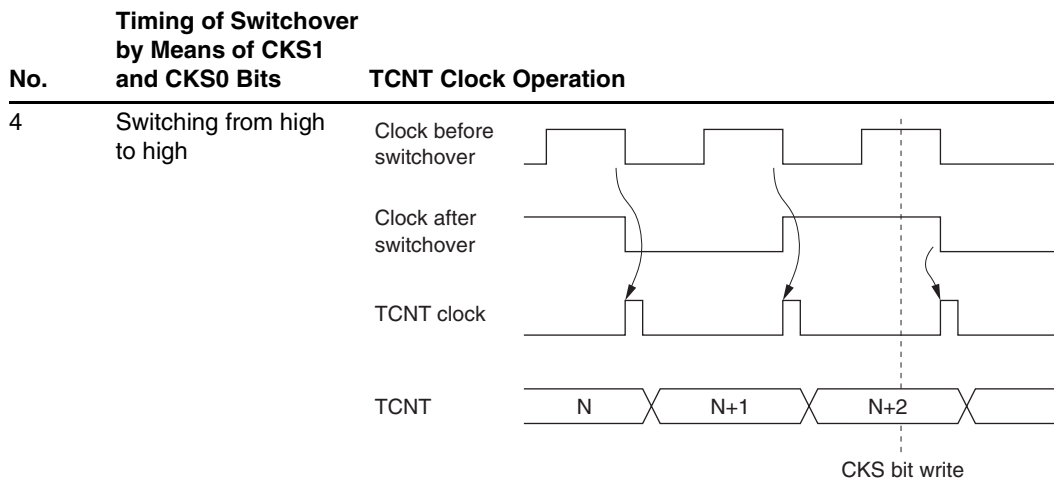 No.
Timing of Switchover
by Means of CKS1
and CKS0 Bits
TCNT Clock Operation
4
Switching from high
to high
Clock before
switchover
Clock after
switchover
TCNT clock
TCNT
N
N+1
N+2
CKS bit write